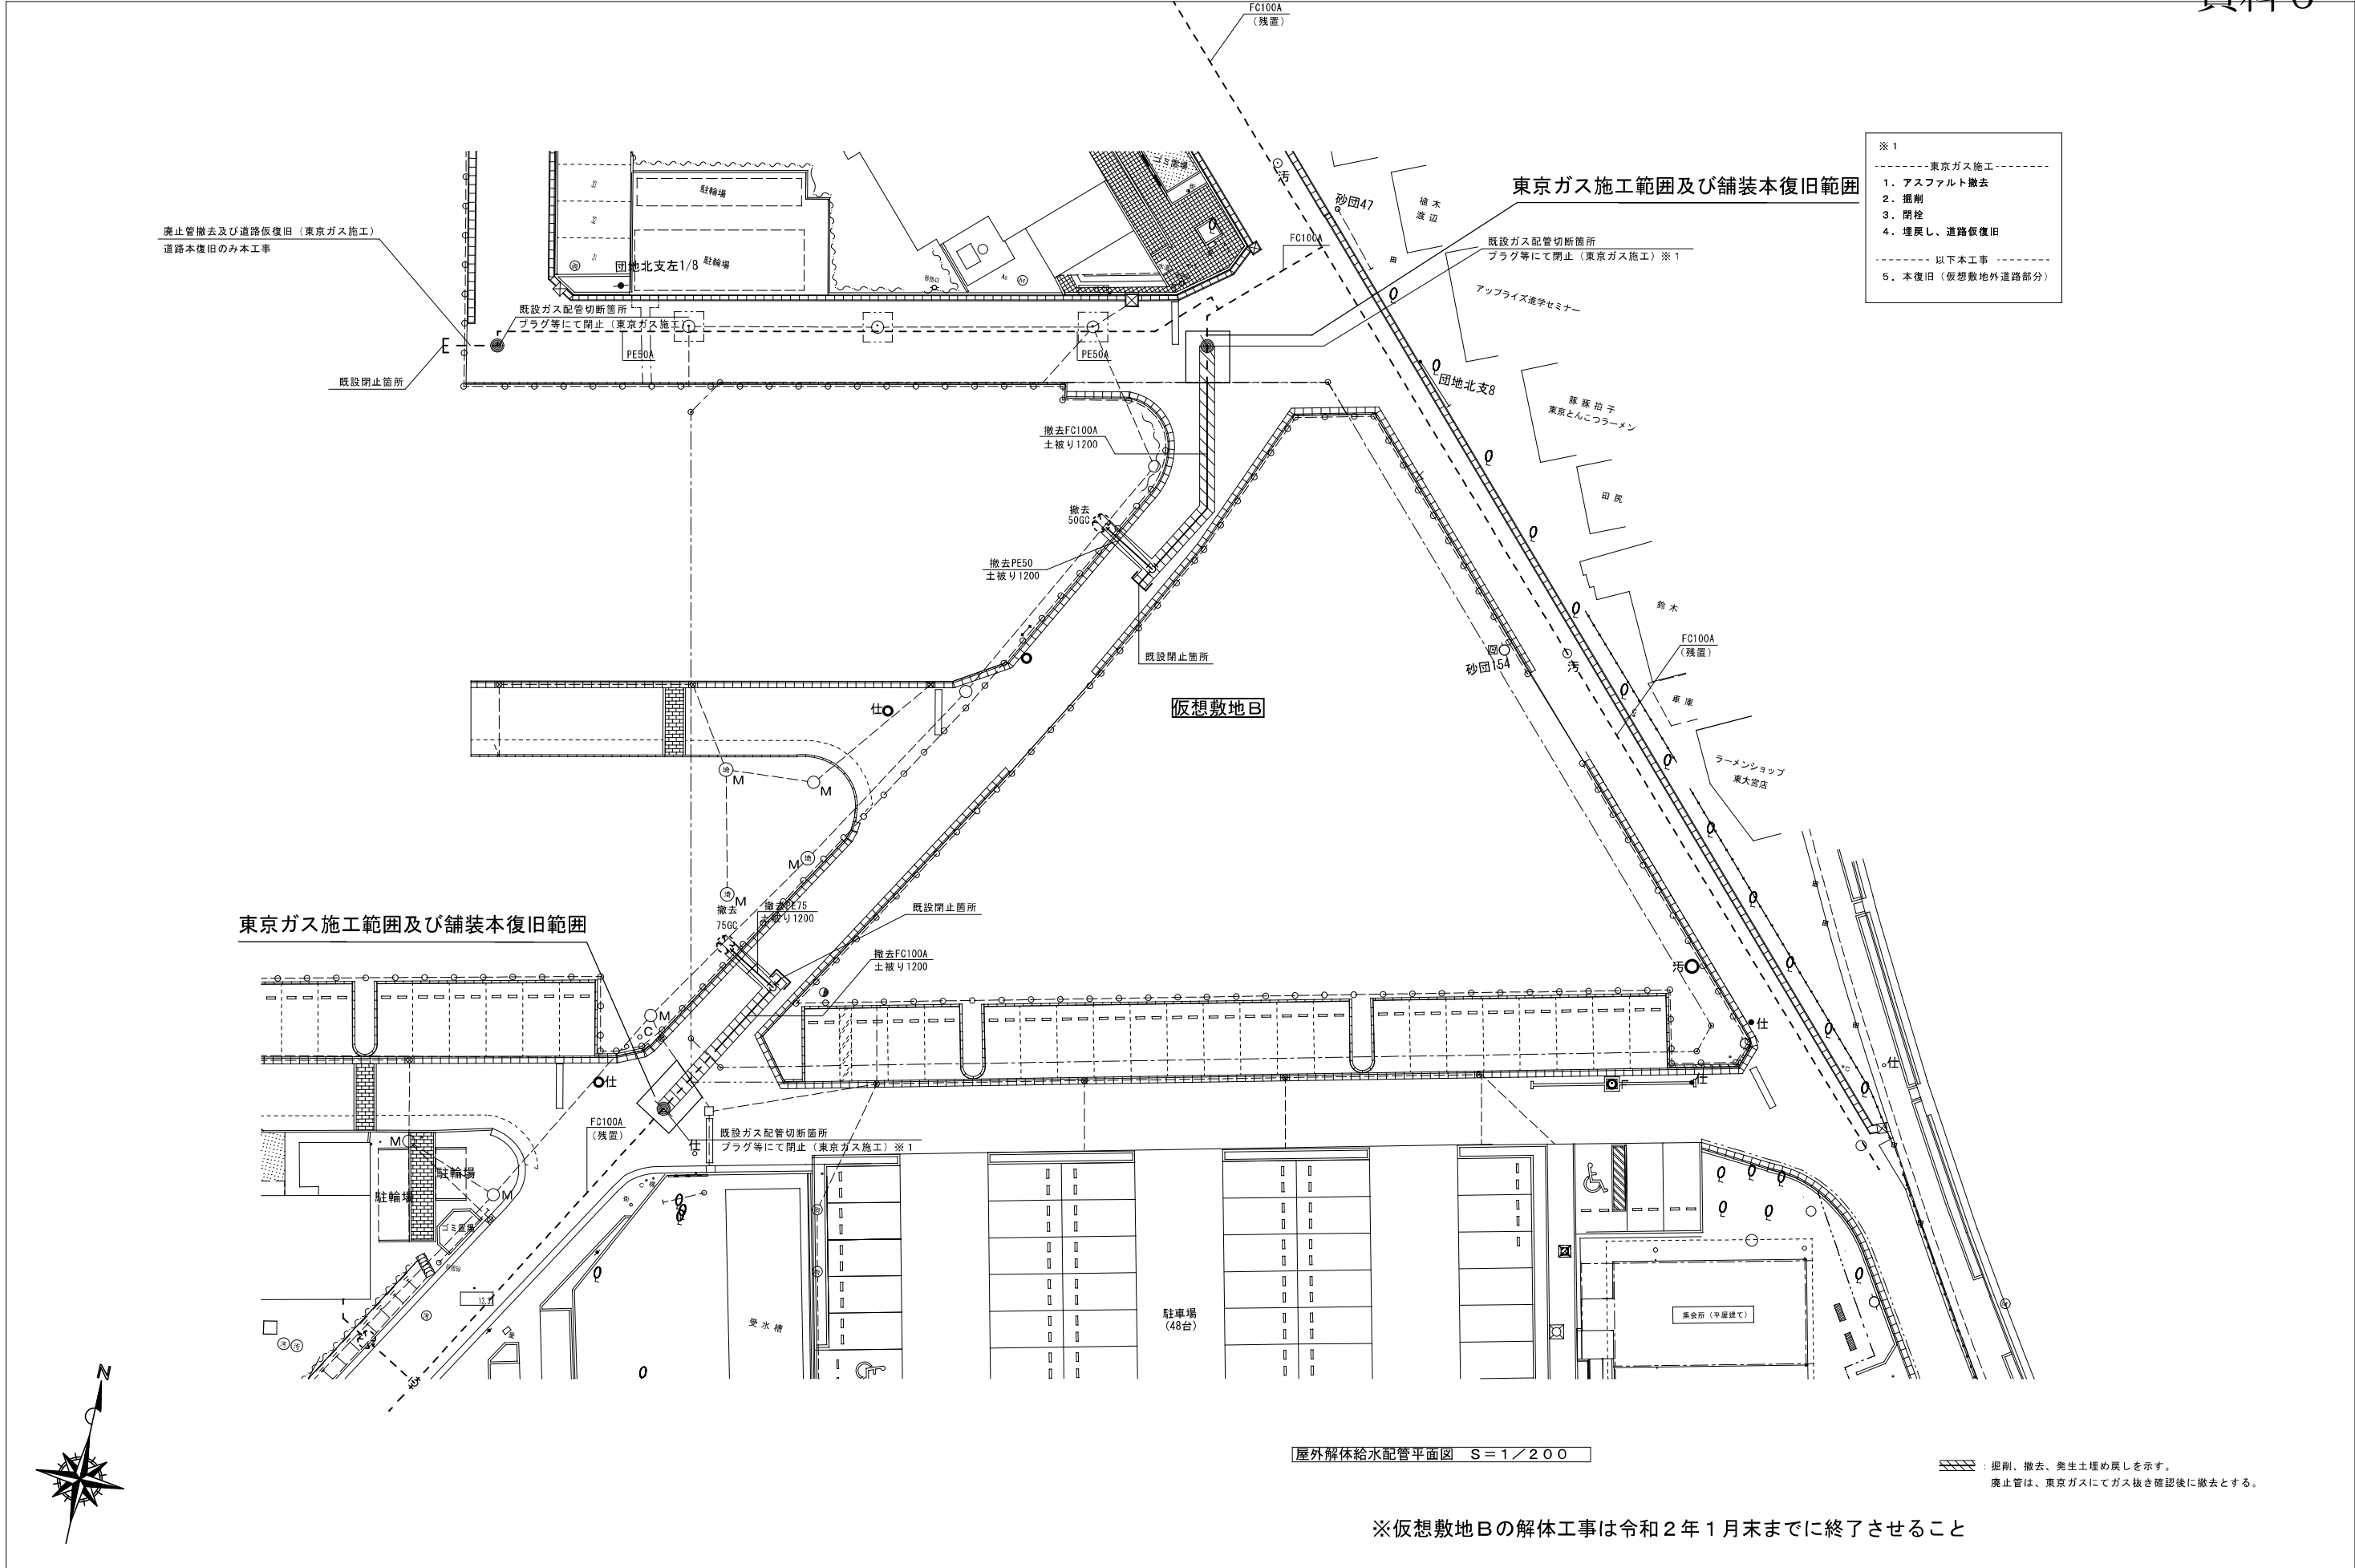 FC100A
(残置)
※1
東京ガス施工
1. アスファルト撤去
2. 掘削
3. 閉栓
4. 埋戻し、道路仮復旧
以下本工事
5. 本復旧（仮想敷地外道路部分）
東京ガス施工範囲及び舗装本復旧範囲
既設ガス配管切断箇所
プラグ等にて閉止（東京ガス施工）※1
廃止管撤去及び道路仮復旧（東京ガス施工）
道路本復旧のみ本工事
ゴミ置場
駐輪場
駐輪場
団地北支左1/8
汚
砂団47
植木
渡辺
FC100A
アップライズ進学セミナー
既設ガス配管切断箇所
プラグ等にて閉止（東京ガス施工）
PE50A
PE50A
E
既設閉止箇所
団地北支8
豚豚拍子
東京とんこつラーメン
撤去FC100A
土被り1200
田尻
撤去
50GC
撤去PE50
土被り1200
鈴木
FC100A
(残置)
既設閉止箇所
砂団154
汚
車庫
仮想敷地B
仕
ラーメンショップ
東大宮店
M
M
M
M
撤去
75GC
撤去PE75
土被り1200
既設閉止箇所
東京ガス施工範囲及び舗装本復旧範囲
撤去FC100A
土被り1200
汚
M
C
仕
仕
仕
仕
FC100A
(残置)
仕
既設ガス配管切断箇所
プラグ等にて閉止（東京ガス施工）※1
M
駐輪場
駐輪場
M
ゴミ置場
受水槽
駐車場
(48台)
集会所（平屋建て）
N
屋外解体給水配管平面図 S=1/200
：掘削、撤去、発生土埋め戻しを示す。
廃止管は、東京ガスにてガス抜き確認後に撤去とする。
※仮想敷地Bの解体工事は令和2年1月末までに終了させること